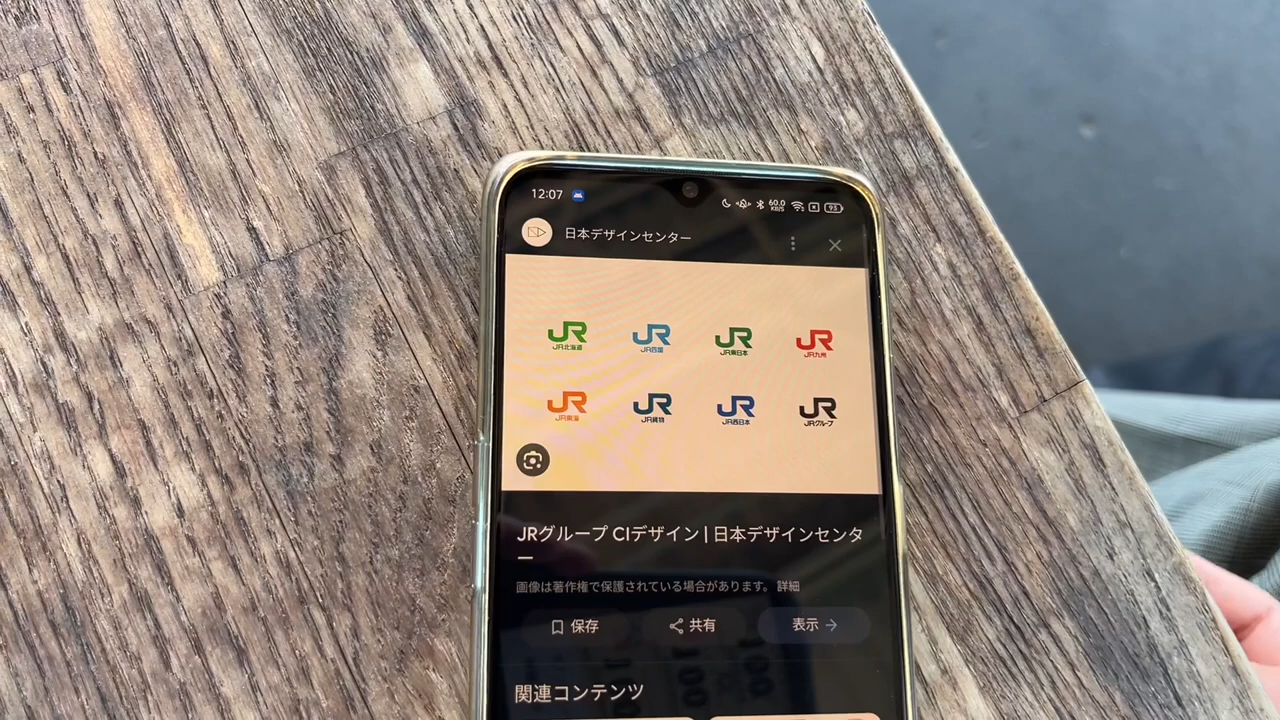 12:07
60.0
KB/S
93
日本デザインセンター
JR JR JR JR
JR北海道 JR四国 JR東日本 JR九州
JR JR JR JR
JR東海 JR貨物 JR西日本 JRグループ
JRグループ CIデザイン | 日本デザインセンタ
ー
画像は著作権で保護されている場合があります。 詳細
保存 共有 表示
関連コンテンツ